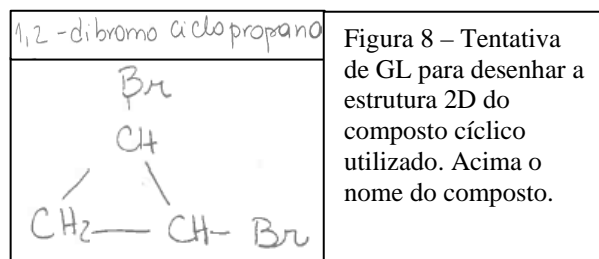 1,2-dibromo ciclopropano
Br
CH
CH2 CH- Br
Figura 8 – Tentativa
de GL para desenhar a
estrutura 2D do
composto cíclico
utilizado. Acima o
nome do composto.